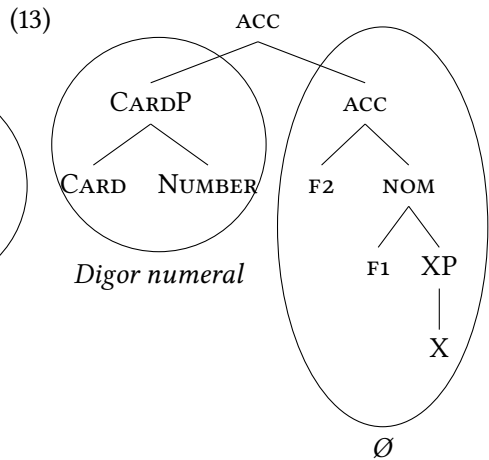 (13)
ACC
CARDP ACC
CARD NUMBER F2 NOM
Digor numeral F1 XP
X
Ø